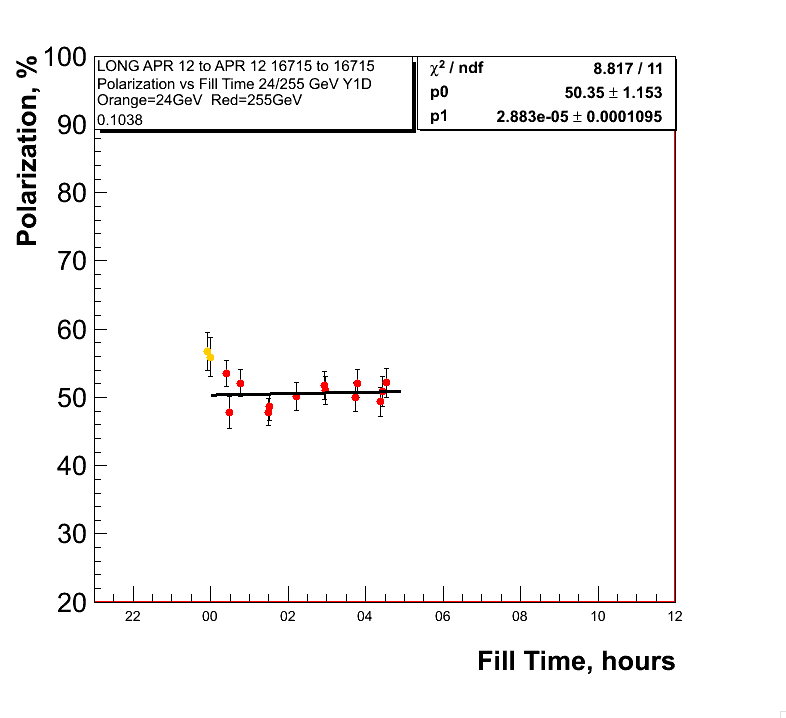 LONG APR 12 to APR 12 16715 to 16715
Polarization vs Fill Time 24/255 GeV Y1D
Orange=24GeV  Red=255GeV
0.1038
χ² / ndf 8.817 / 11
p0 50.35 ± 1.153
p1 2.883e-05 ± 0.0001095
Polarization, %
100
90
80
70
60
50
40
30
20
22 00 02 04 06 08 10 12
Fill Time, hours